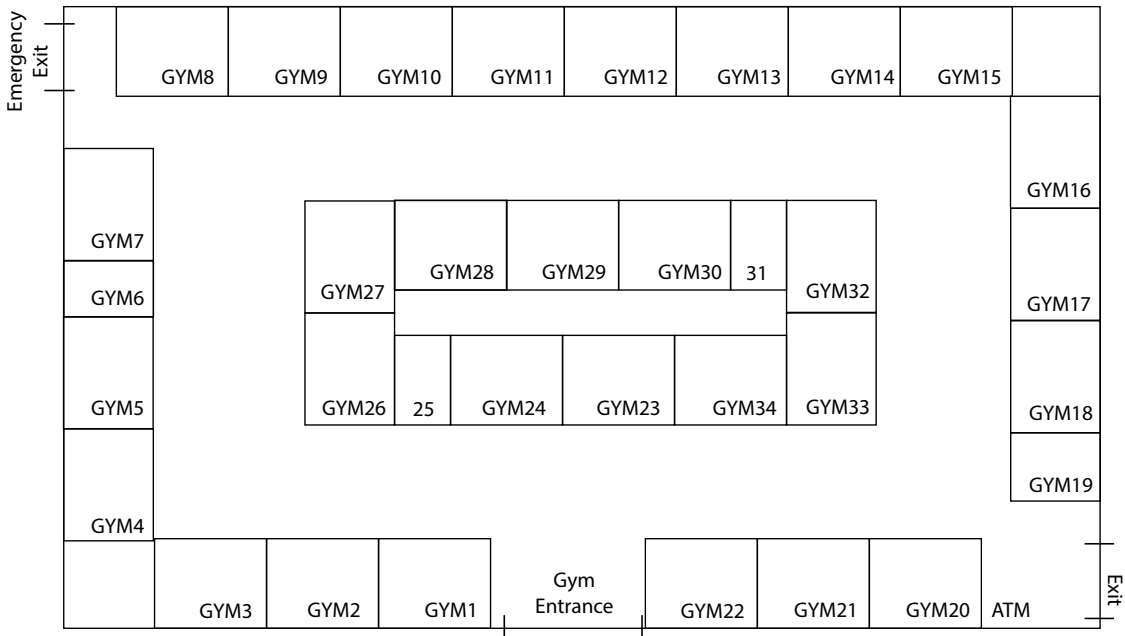 Emergency
Exit
GYM8 GYM9 GYM10 GYM11 GYM12 GYM13 GYM14 GYM15
GYM16
GYM7
GYM28 GYM29 GYM30 31
GYM27 GYM32
GYM6
GYM17
GYM5
GYM26 25 GYM24 GYM23 GYM34 GYM33
GYM18
GYM19
GYM4
Gym
Entrance
GYM3 GYM2 GYM1 GYM22 GYM21 GYM20 ATM
Exit